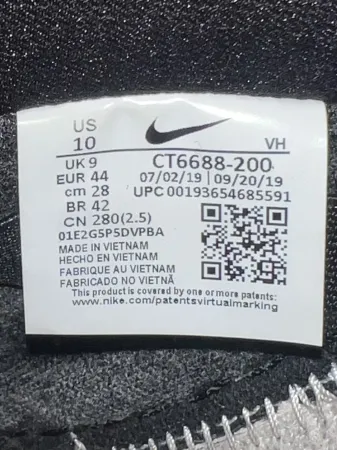 US
10
VH
UK 9
CT6688-200
EUR 44
07/02/19 | 09/20/19
cm 28
UPC 00193654685591
BR 42
CN 280(2.5)
01E2G5P5DVPBA
MADE IN VIETNAM
HECHO EN VIETNAM
FABRIQUE AU VIETNAM
FABRICADO NO VIETNÃ
This product is covered by one or more patents:
www.nike.com/patentsvirtualmarking